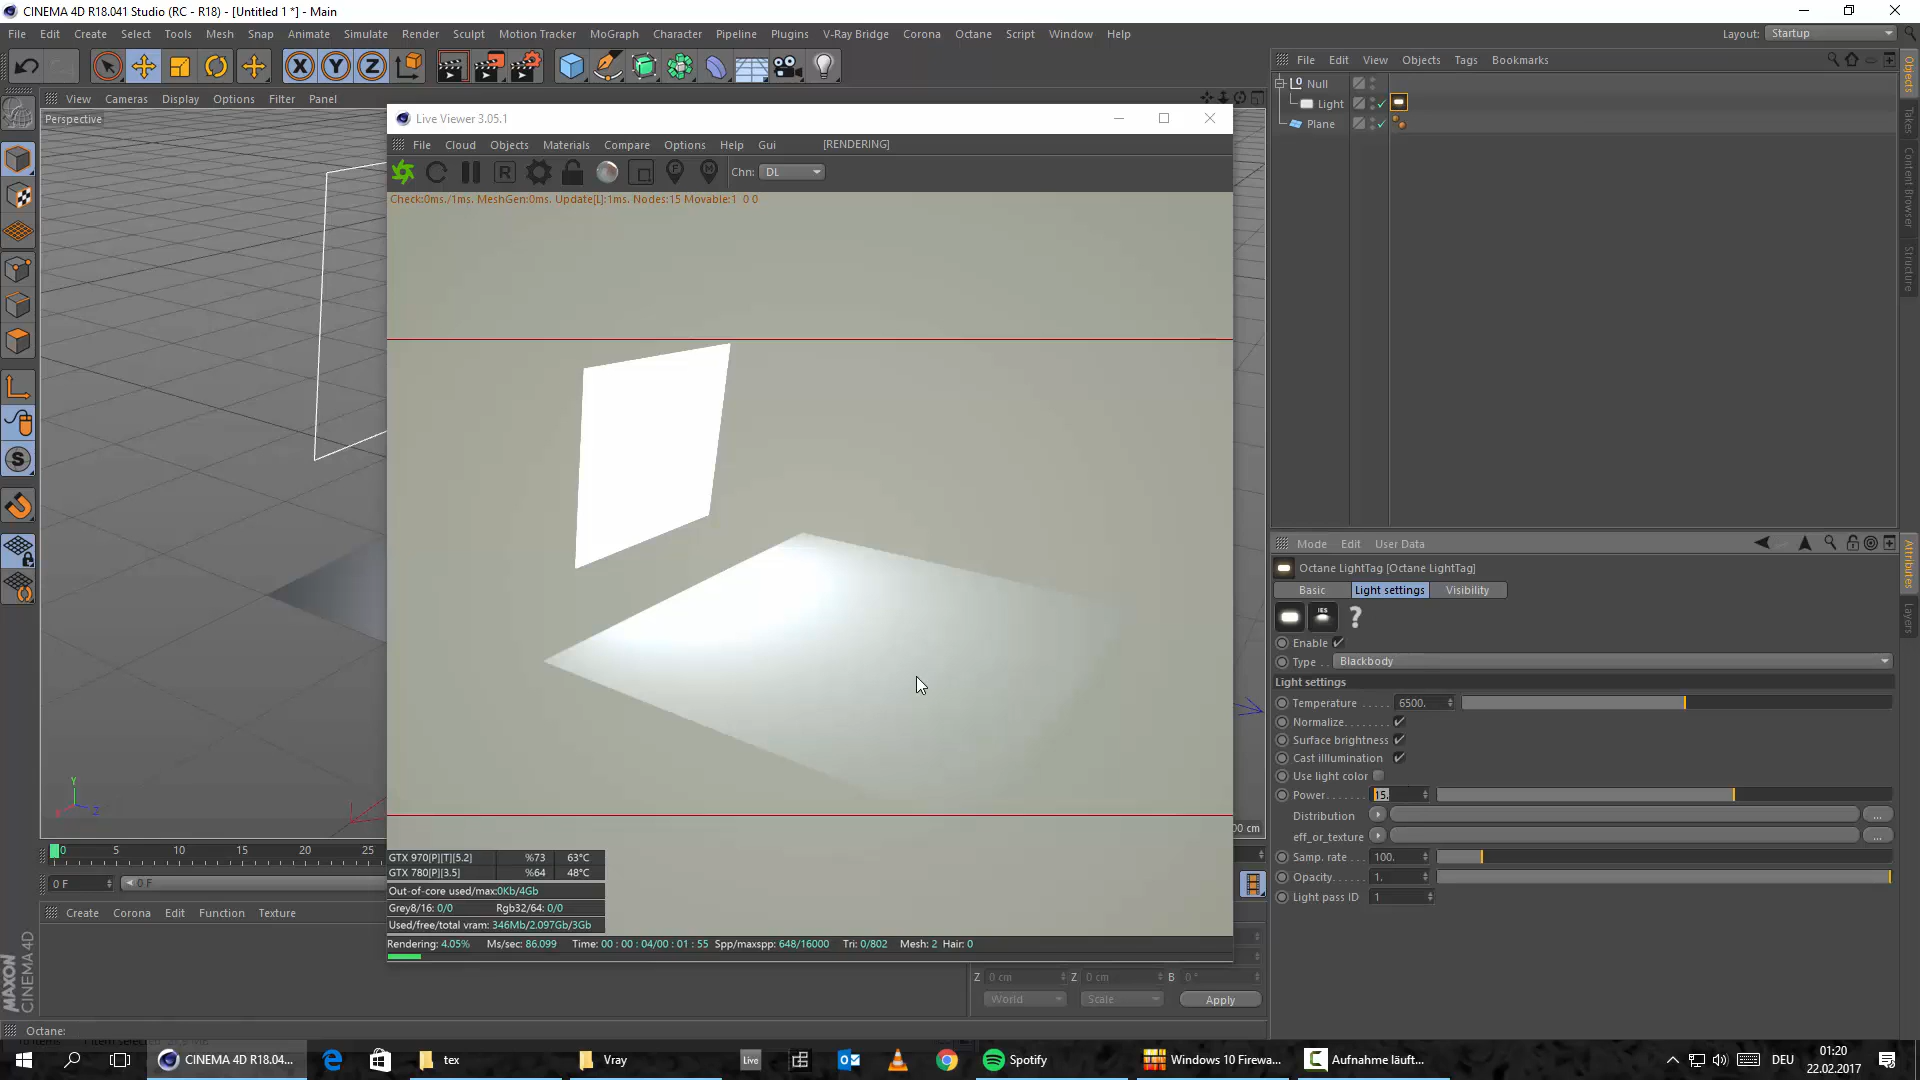 CINEMA 4D R18.041 Studio (RC - R18) - [Untitled 1 *] - Main
File Edit Create Select Tools Mesh Snap Animate Simulate Render Sculpt Motion Tracker MoGraph Character Pipeline Plugins V-Ray Bridge Corona Octane Script Window Help
Layout: Startup
View Cameras Display Options Filter Panel
Perspective
Live Viewer 3.05.1
File Cloud Objects Materials Compare Options Help Gui [RENDERING]
Chn: DL
Check:0ms./1ms. MeshGen:0ms. Update[L]:1ms. Nodes:15 Movable:1 0 0
File Edit View Objects Tags Bookmarks
Null
Light
Plane
Objects
Takes
Content Browser
Structure
Mode Edit User Data
Attributes
Layers
Octane LightTag [Octane LightTag]
Basic Light settings Visibility
IES
Enable
Type . . Blackbody
Light settings
Temperature . . . . . 6500.
Normalize. . . . . . . .
Surface brightness
Cast illlumination
Use light color
Power. . . . . . . 15.
Distribution ...
eff_or_texture ...
Samp. rate . . . 100.
Opacity. . . . . 1.
Light pass ID 1
Y
X
Z
00 cm
0 5 10 15 20 25
0 F 0 F
Create Corona Edit Function Texture
GTX 970[P][T][5.2] %73 63°C
GTX 780[P][3.5] %64 48°C
Out-of-core used/max:0Kb/4Gb
Grey8/16: 0/0 Rgb32/64: 0/0
Used/free/total vram: 346Mb/2.097Gb/3Gb
Rendering: 4.05% Ms/sec: 86.099 Time: 00 : 00 : 04/00 : 01 : 55 Spp/maxspp: 648/16000 Tri: 0/802 Mesh: 2 Hair: 0
Z 0 cm Z 0 cm B 0 °
World Scale Apply
MAXON
CINEMA 4D
Octane:
CINEMA 4D R18.04... tex Vray Live Spotify Windows 10 Firewa... Aufnahme läuft...
DEU
01:20
22.02.2017